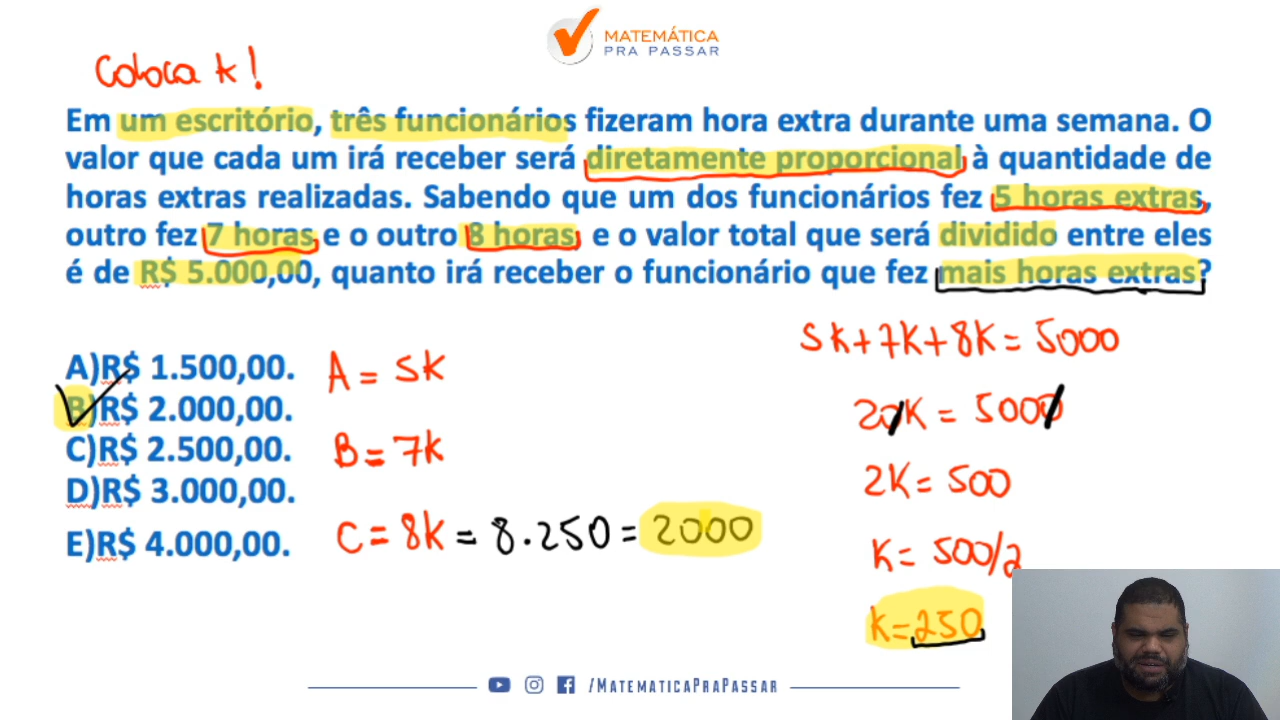 MATEMÁTICA
PRA PASSAR
Coloca k!
Em um escritório, três funcionários fizeram hora extra durante uma semana. O
valor que cada um irá receber será diretamente proporcional à quantidade de
horas extras realizadas. Sabendo que um dos funcionários fez 5 horas extras,
outro fez 7 horas e o outro 8 horas, e o valor total que será dividido entre eles
é de R$ 5.000,00, quanto irá receber o funcionário que fez mais horas extras?
A)R$ 1.500,00.
B)R$ 2.000,00.
C)R$ 2.500,00.
D)R$ 3.000,00.
E)R$ 4.000,00.
A = 5k
B = 7k
C = 8k = 8.250 = 2000
5k+7k+8k = 5000
20k = 5000
2k = 500
k = 500/2
k = 250
/MatematicaPraPassar